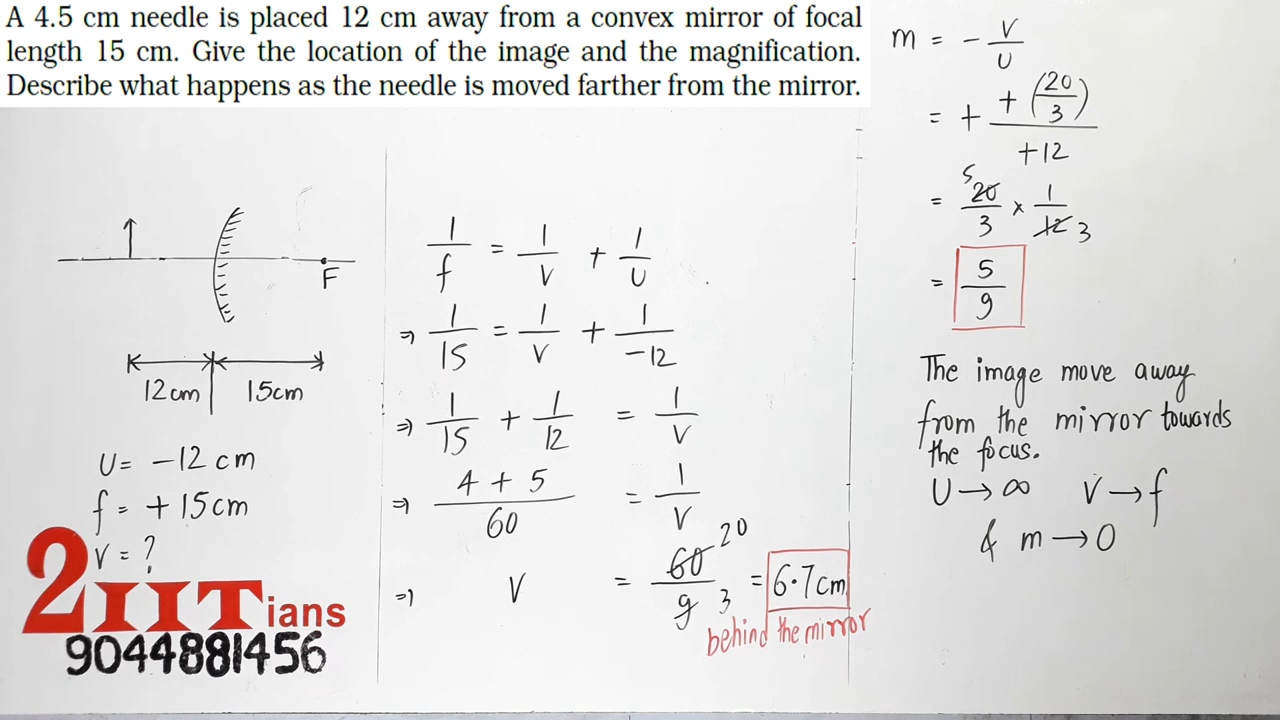 A 4.5 cm needle is placed 12 cm away from a convex mirror of focal
length 15 cm. Give the location of the image and the magnification.
Describe what happens as the needle is moved farther from the mirror.
F
12cm 15cm
U = -12 cm
f = +15cm
V = ?
2IITians
9044881456
1/f = 1/V + 1/U
⇒ 1/15 = 1/V + 1/-12
⇒ 1/15 + 1/12 = 1/V
⇒ 4 + 5/60 = 1/V
⇒ V = 60/9 20 3 = 6.7cm
behind the mirror
m = - V/U
= + +(20/3)/+12
= 5 20/3 × 1/12 3
= 5/9
The image move away
from the mirror towards
the focus.
U → ∞ V → f
& m → 0